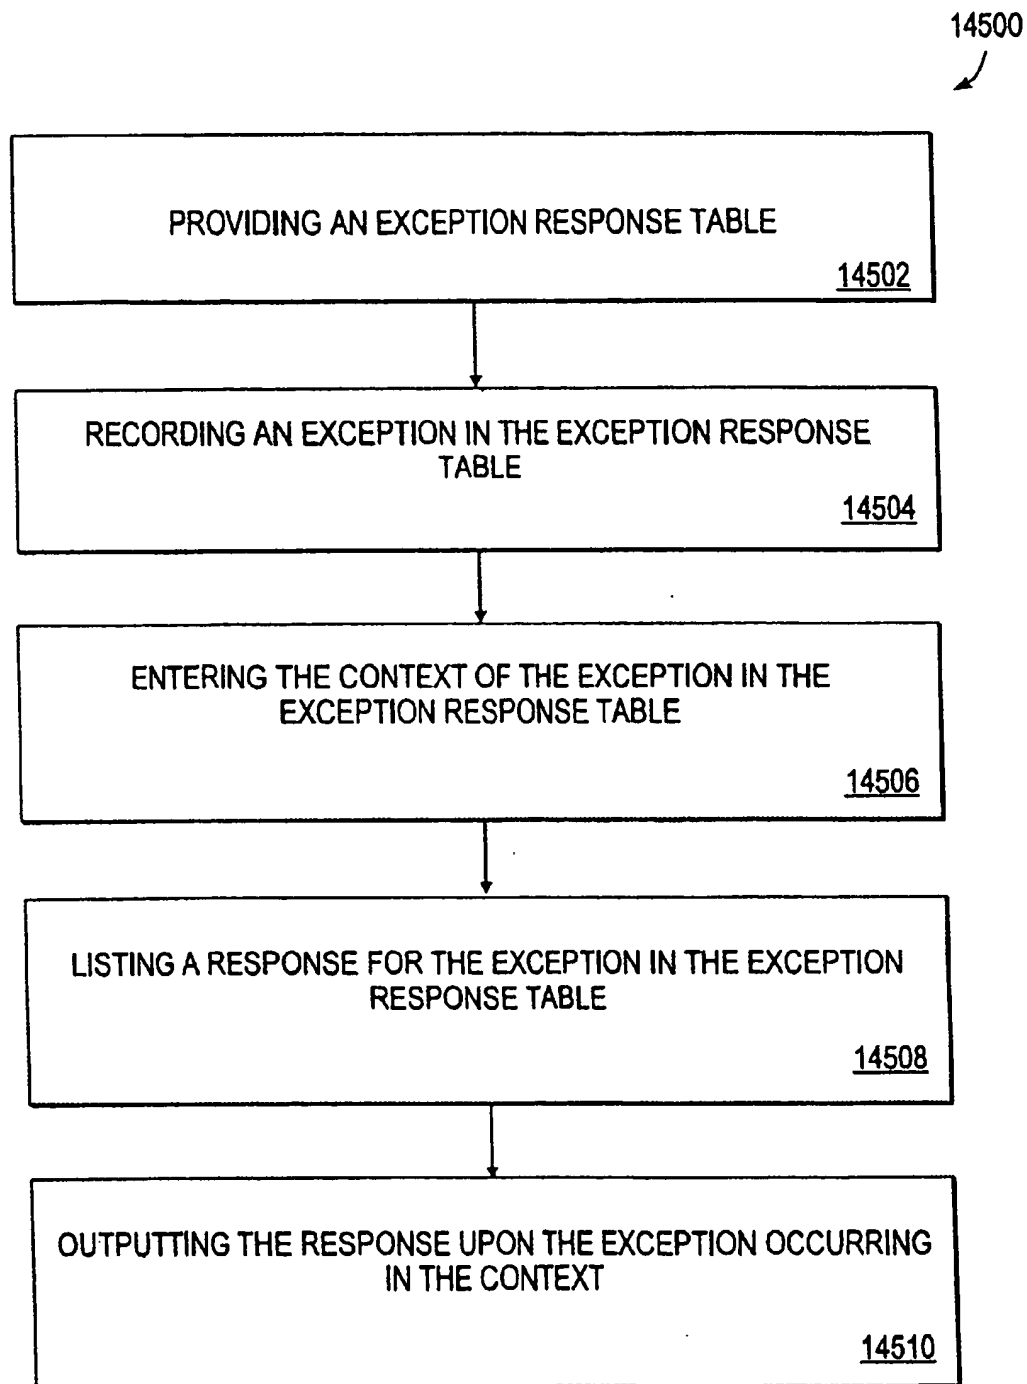 14500
PROVIDING AN EXCEPTION RESPONSE TABLE
14502
RECORDING AN EXCEPTION IN THE EXCEPTION RESPONSE
TABLE
14504
ENTERING THE CONTEXT OF THE EXCEPTION IN THE
EXCEPTION RESPONSE TABLE
14506
LISTING A RESPONSE FOR THE EXCEPTION IN THE EXCEPTION
RESPONSE TABLE
14508
OUTPUTTING THE RESPONSE UPON THE EXCEPTION OCCURRING
IN THE CONTEXT
14510